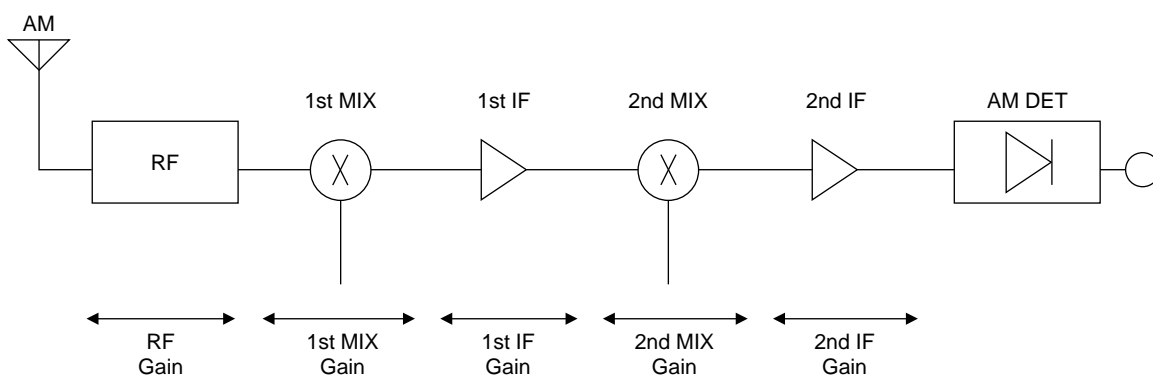 AM
1st MIX
1st IF
2nd MIX
2nd IF
AM DET
RF
RF
Gain
1st MIX
Gain
1st IF
Gain
2nd MIX
Gain
2nd IF
Gain